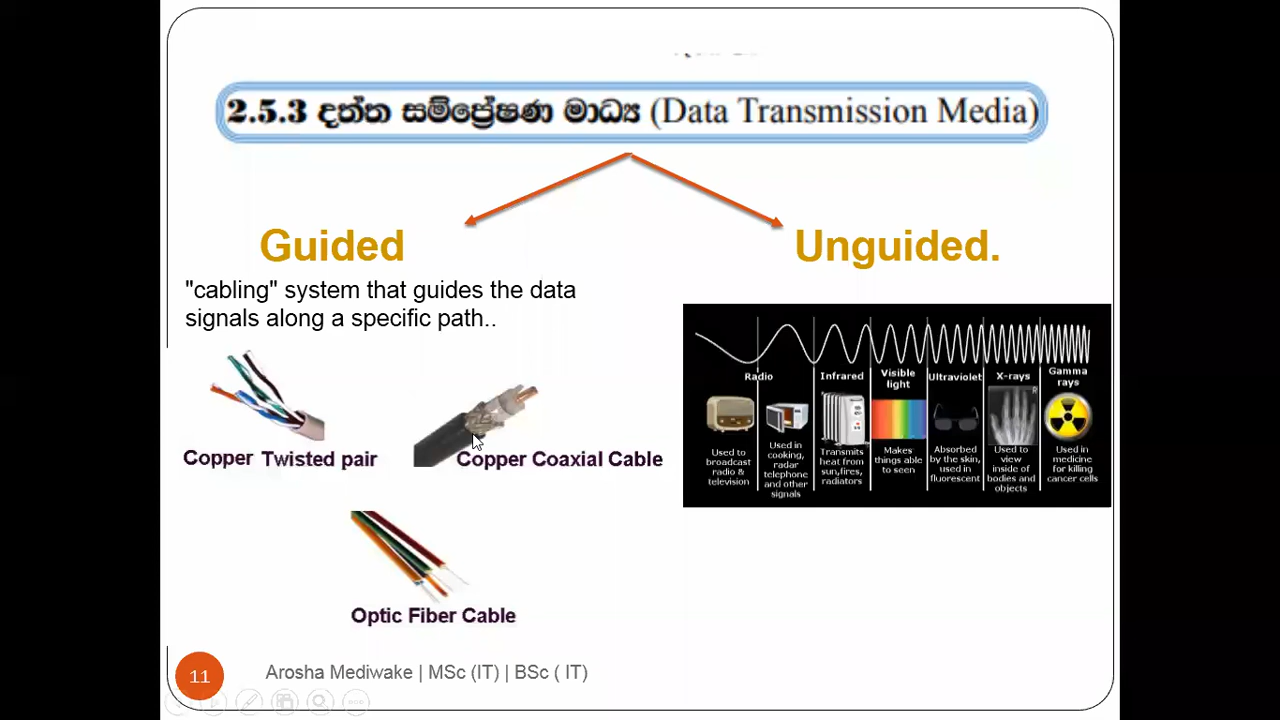 2.5.3 දත්ත සම්ප්‍රේෂණ මාධ්‍ය (Data Transmission Media)
Guided
Unguided.
"cabling" system that guides the data
signals along a specific path..
Copper Twisted pair
Copper Coaxial Cable
Optic Fiber Cable
Radio
Infrared
Visible
light
Ultraviolet
X-rays
Gamma
rays
Used to
broadcast
radio &
television
Used in
cooking,
radar
telephone
and other
signals
Transmits
heat from
sun,fires,
radiators
Makes
things able
to seen
Absorbed
by the skin,
used in
fluorescent
Used to
view
inside of
bodies and
objects
Used in
medicine
for killing
cancer cells
R
11
Arosha Mediwake | MSc (IT) | BSc ( IT)